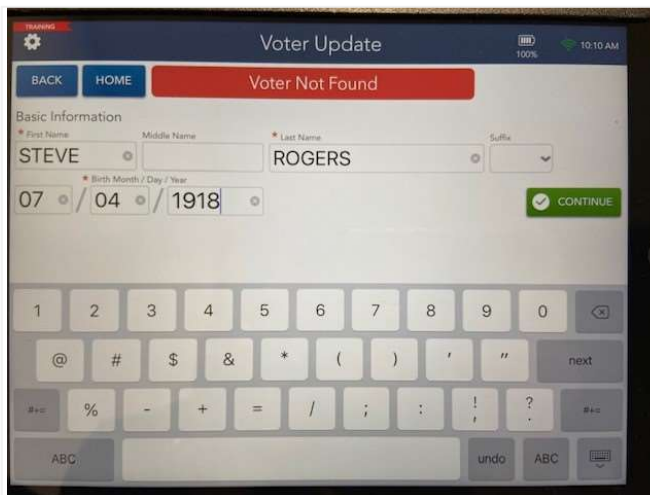 TRAINING
Voter Update
100%
10:10 AM
BACK
HOME
Voter Not Found
Basic Information
* First Name
Middle Name
* Last Name
Suffix
STEVE
ROGERS
* Birth Month / Day / Year
07 / 04 / 1918
CONTINUE
1 2 3 4 5 6 7 8 9 0
@ # $ & * ( ) ' "
next
#+= % - + = / ; : ! , ? . #+=
ABC
undo
ABC